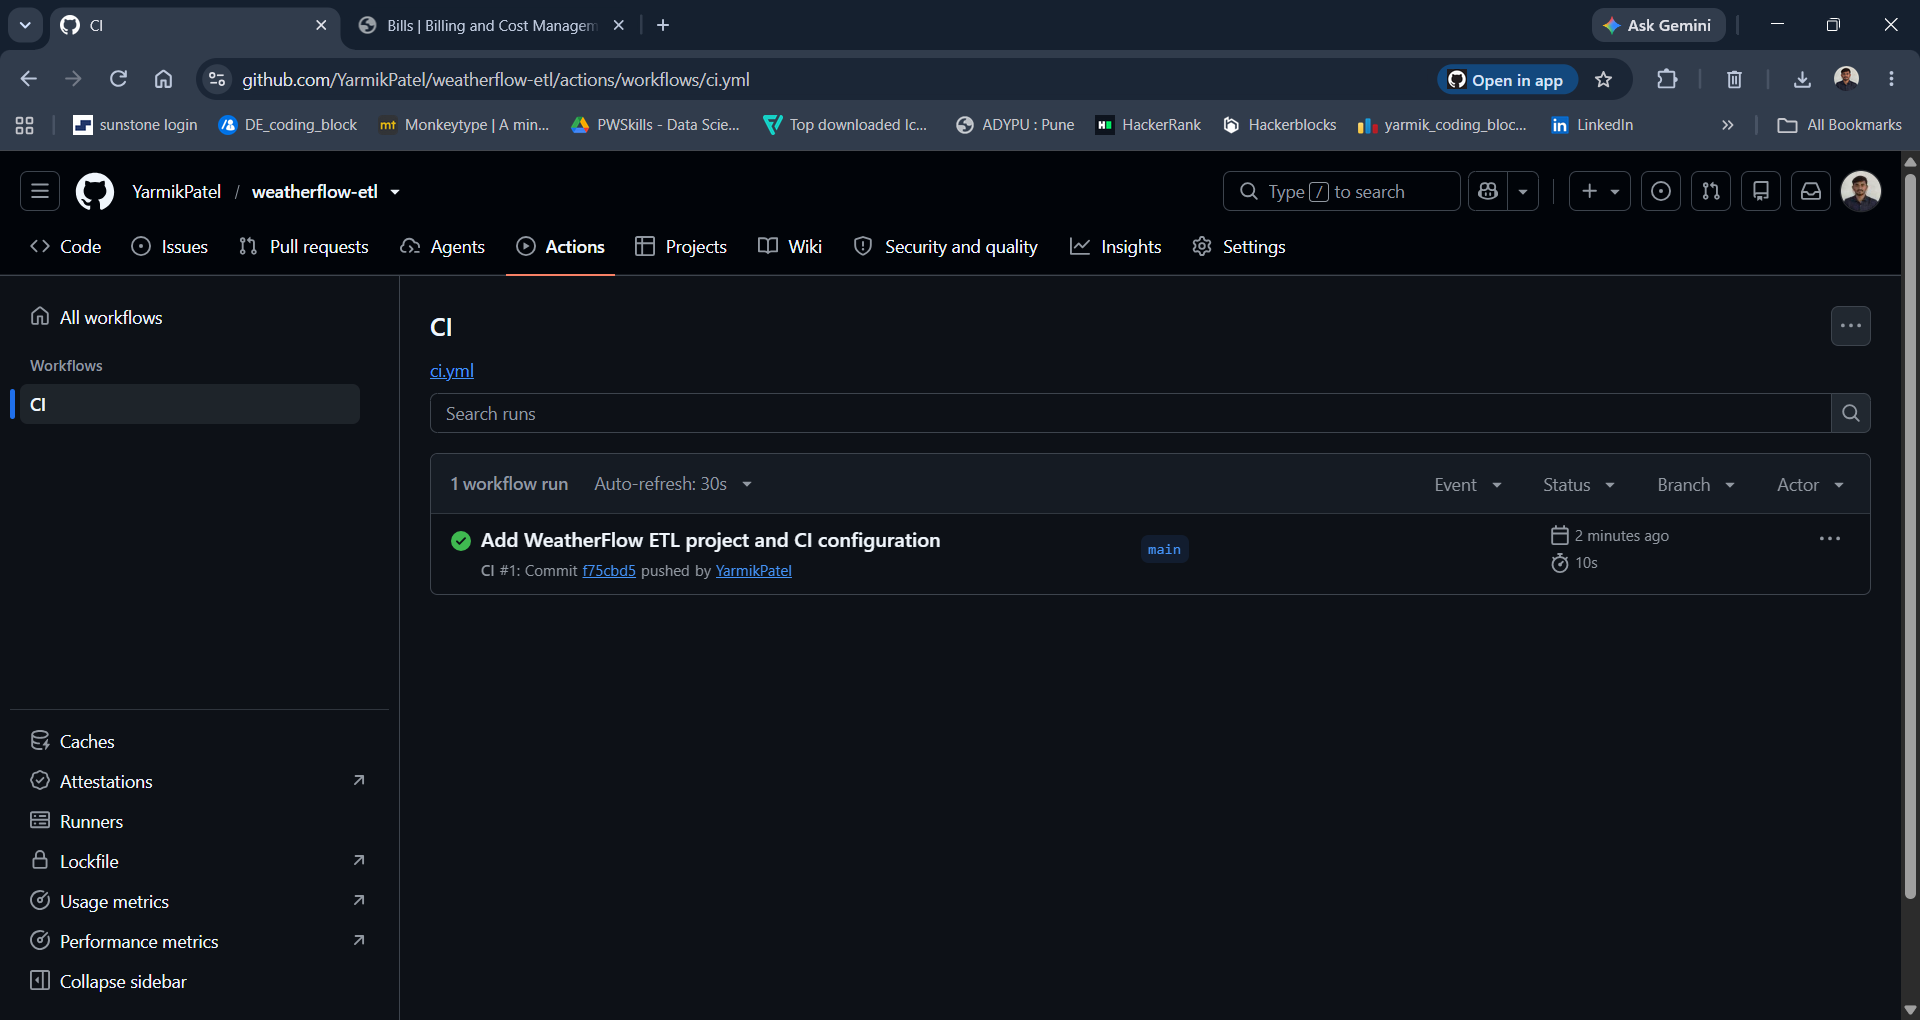 CI
Bills | Billing and Cost Managem
Ask Gemini
github.com/YarmikPatel/weatherflow-etl/actions/workflows/ci.yml
Open in app
sunstone login
DE_coding_block
mt Monkeytype | A min...
PWSkills - Data Scie...
Top downloaded Ic...
ADYPU : Pune
HackerRank
Hackerblocks
yarmik_coding_bloc...
in LinkedIn
»
All Bookmarks
YarmikPatel / weatherflow-etl
Type / to search
Code
Issues
Pull requests
Agents
Actions
Projects
Wiki
Security and quality
Insights
Settings
All workflows
Workflows
CI
Caches
Attestations
Runners
Lockfile
Usage metrics
Performance metrics
Collapse sidebar
CI
ci.yml
Search runs
1 workflow run
Auto-refresh: 30s
Event
Status
Branch
Actor
Add WeatherFlow ETL project and CI configuration
CI #1: Commit f75cbd5 pushed by YarmikPatel
main
2 minutes ago
10s